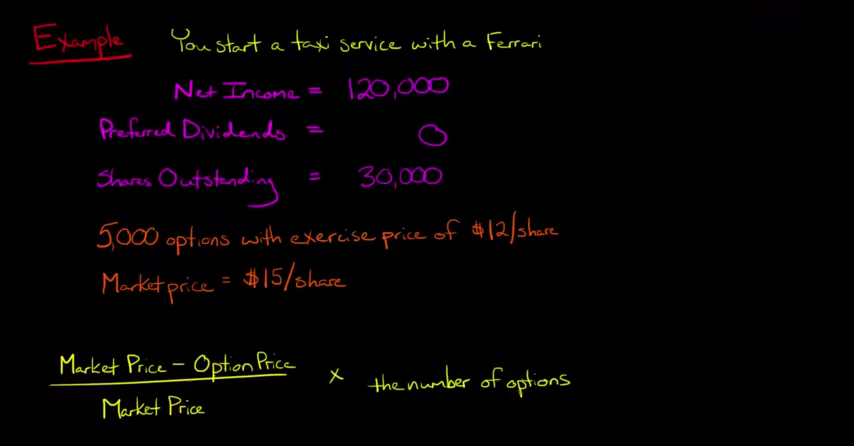 Example You start a taxi service with a Ferrari
Net Income = 120,000
Preferred Dividends = 0
Shares Outstanding = 30,000
5,000 options with exercise price of $12/share
Market price = $15/share
Market Price - Option Price
x the number of options
Market Price